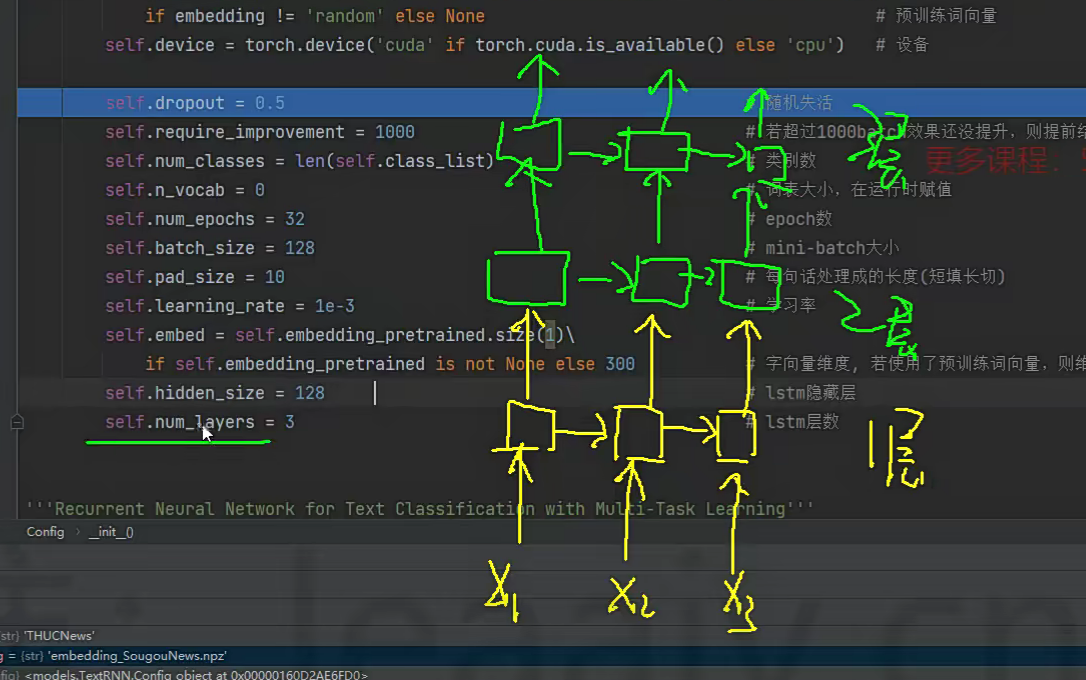 if embedding != 'random' else None # 预训练词向量
self.device = torch.device('cuda' if torch.cuda.is_available() else 'cpu') # 设备
self.dropout = 0.5 随机失活
self.require_improvement = 1000 # 若超过1000batch效果还没提升，则提前结
更多课程，
self.num_classes = len(self.class_list) # 类别数
self.n_vocab = 0 # 词表大小，在运行时赋值
self.num_epochs = 32 # epoch数
self.batch_size = 128 # mini-batch大小
self.pad_size = 10 # 每句话处理成的长度(短填长切)
self.learning_rate = 1e-3 # 学习率
self.embed = self.embedding_pretrained.size(1)\
if self.embedding_pretrained is not None else 300 # 字向量维度, 若使用了预训练词向量，则维
self.hidden_size = 128 # lstm隐藏层
self.num_layers = 3 # lstm层数
'''Recurrent Neural Network for Text Classification with Multi-Task Learning'''
Config › __init__()
X1 X2 X3
{str} 'THUCNews'
g = {str} 'embedding_SougouNews.npz'
<models.TextRNN.Config object at 0x00000160D2AE6FD0>